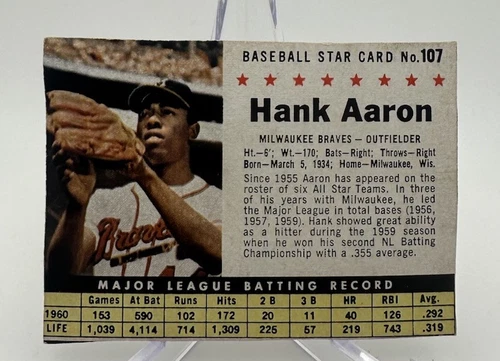 BASEBALL STAR CARD No. 107
Hank Aaron
MILWAUKEE BRAVES – OUTFIELDER
Ht.–6'; Wt.–170; Bats–Right; Throws–Right
Born–March 5, 1934; Home–Milwaukee, Wis.
Since 1955 Aaron has appeared on the
roster of six All Star Teams. In three
of his years with Milwaukee, he led
the Major League in total bases (1956,
1957, 1959). Hank showed great ability
as a hitter during the 1959 season
when he won his second NL Batting
Championship with a .355 average.
Braves
MAJOR LEAGUE BATTING RECORD
Games At Bat Runs Hits 2 B 3 B HR RBI Avg.
1960 153 590 102 172 20 11 40 126 .292
LIFE 1,039 4,114 714 1,309 225 57 219 743 .319